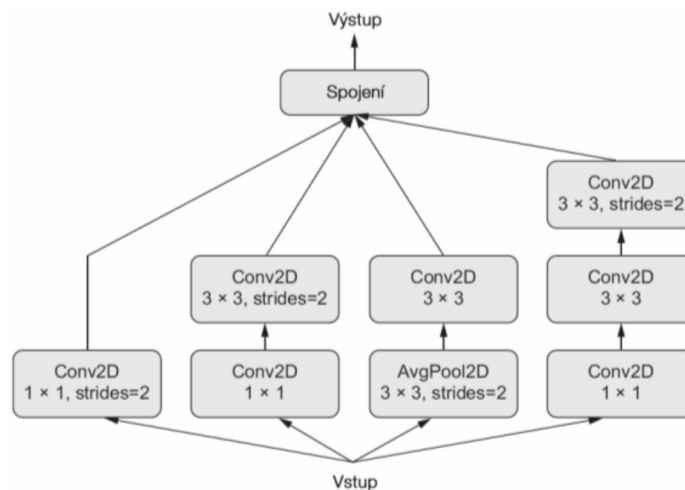 Výstup
Spojení
Conv2D
3 × 3, strides=2
Conv2D
3 × 3, strides=2
Conv2D
3 × 3
Conv2D
3 × 3
Conv2D
1 × 1, strides=2
Conv2D
1 × 1
AvgPool2D
3 × 3, strides=2
Conv2D
1 × 1
Vstup